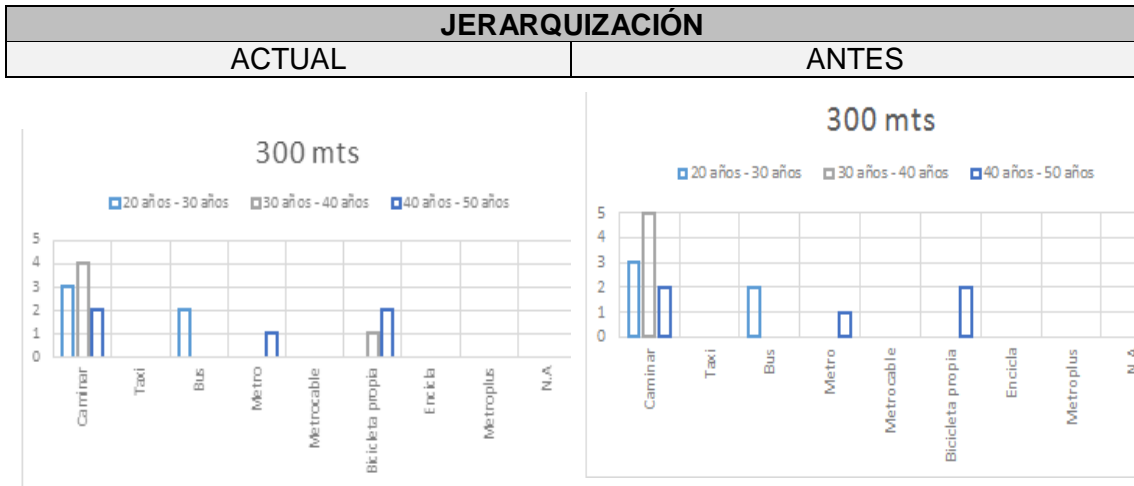 JERARQUIZACIÓN
ACTUAL ANTES
300 mts
20 años - 30 años 30 años - 40 años 40 años - 50 años
5
4
3
2
1
0
Caminar
Taxi
Bus
Metro
Metrocable
Bicicleta propia
Encicla
Metroplus
N.A
300 mts
20 años - 30 años 30 años - 40 años 40 años - 50 años
5
4
3
2
1
0
Caminar
Taxi
Bus
Metro
Metrocable
Bicicleta propia
Encicla
Metroplus
N.A